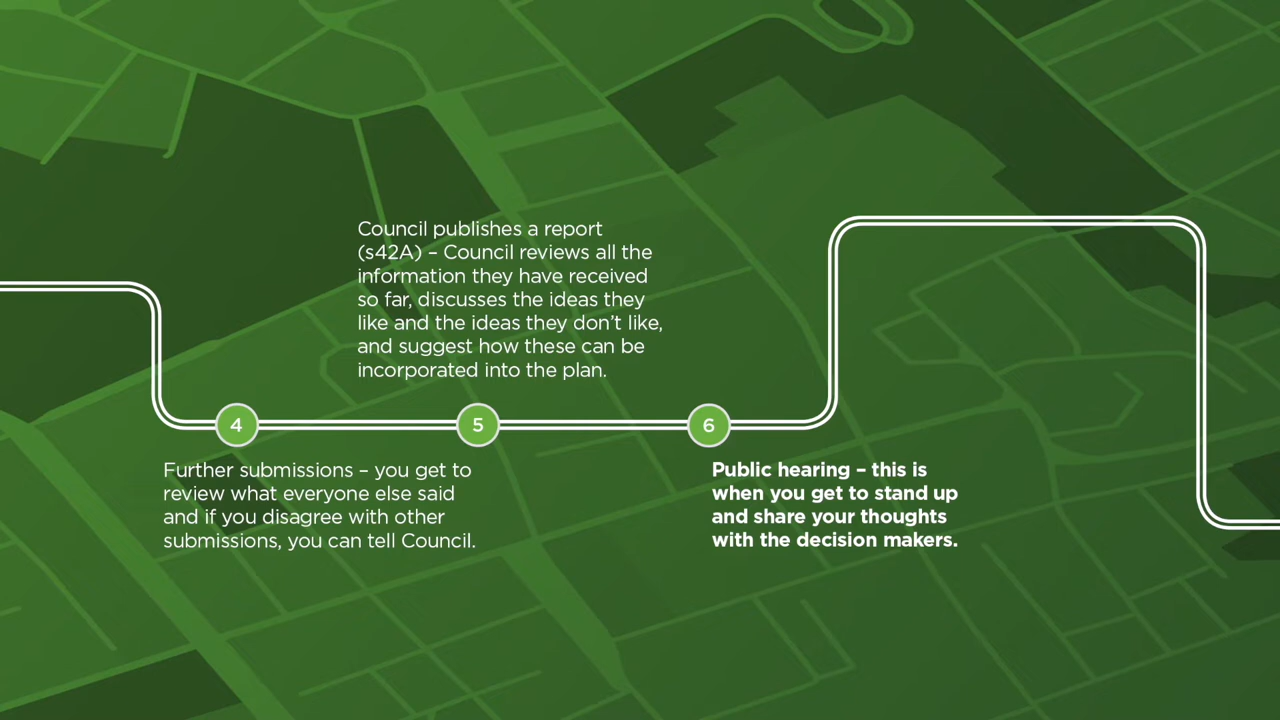 Council publishes a report
(s42A) – Council reviews all the
information they have received
so far, discusses the ideas they
like and the ideas they don’t like,
and suggest how these can be
incorporated into the plan.
4
5
6
Further submissions – you get to
review what everyone else said
and if you disagree with other
submissions, you can tell Council.
Public hearing – this is
when you get to stand up
and share your thoughts
with the decision makers.